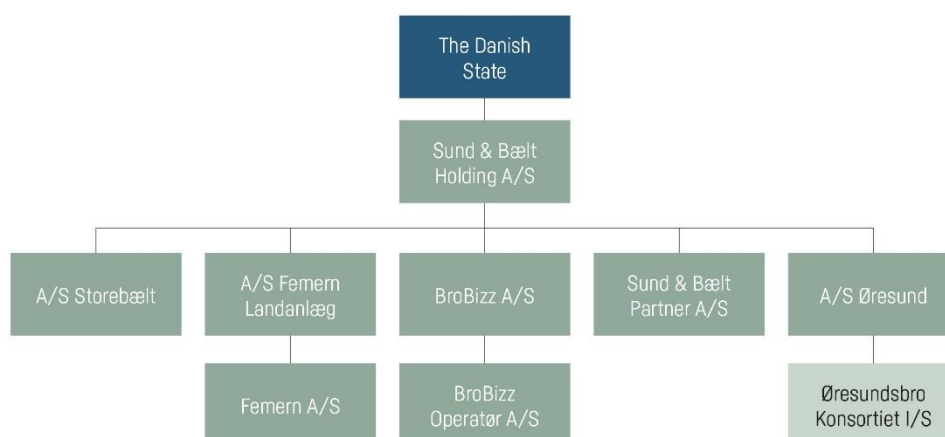 The Danish
State
Sund & Bælt
Holding A/S
A/S Storebælt
A/S Femern
Landanlæg
BroBizz A/S
Sund & Bælt
Partner A/S
A/S Øresund
Femern A/S
BroBizz
Operatør A/S
Øresundsbro
Konsortiet I/S